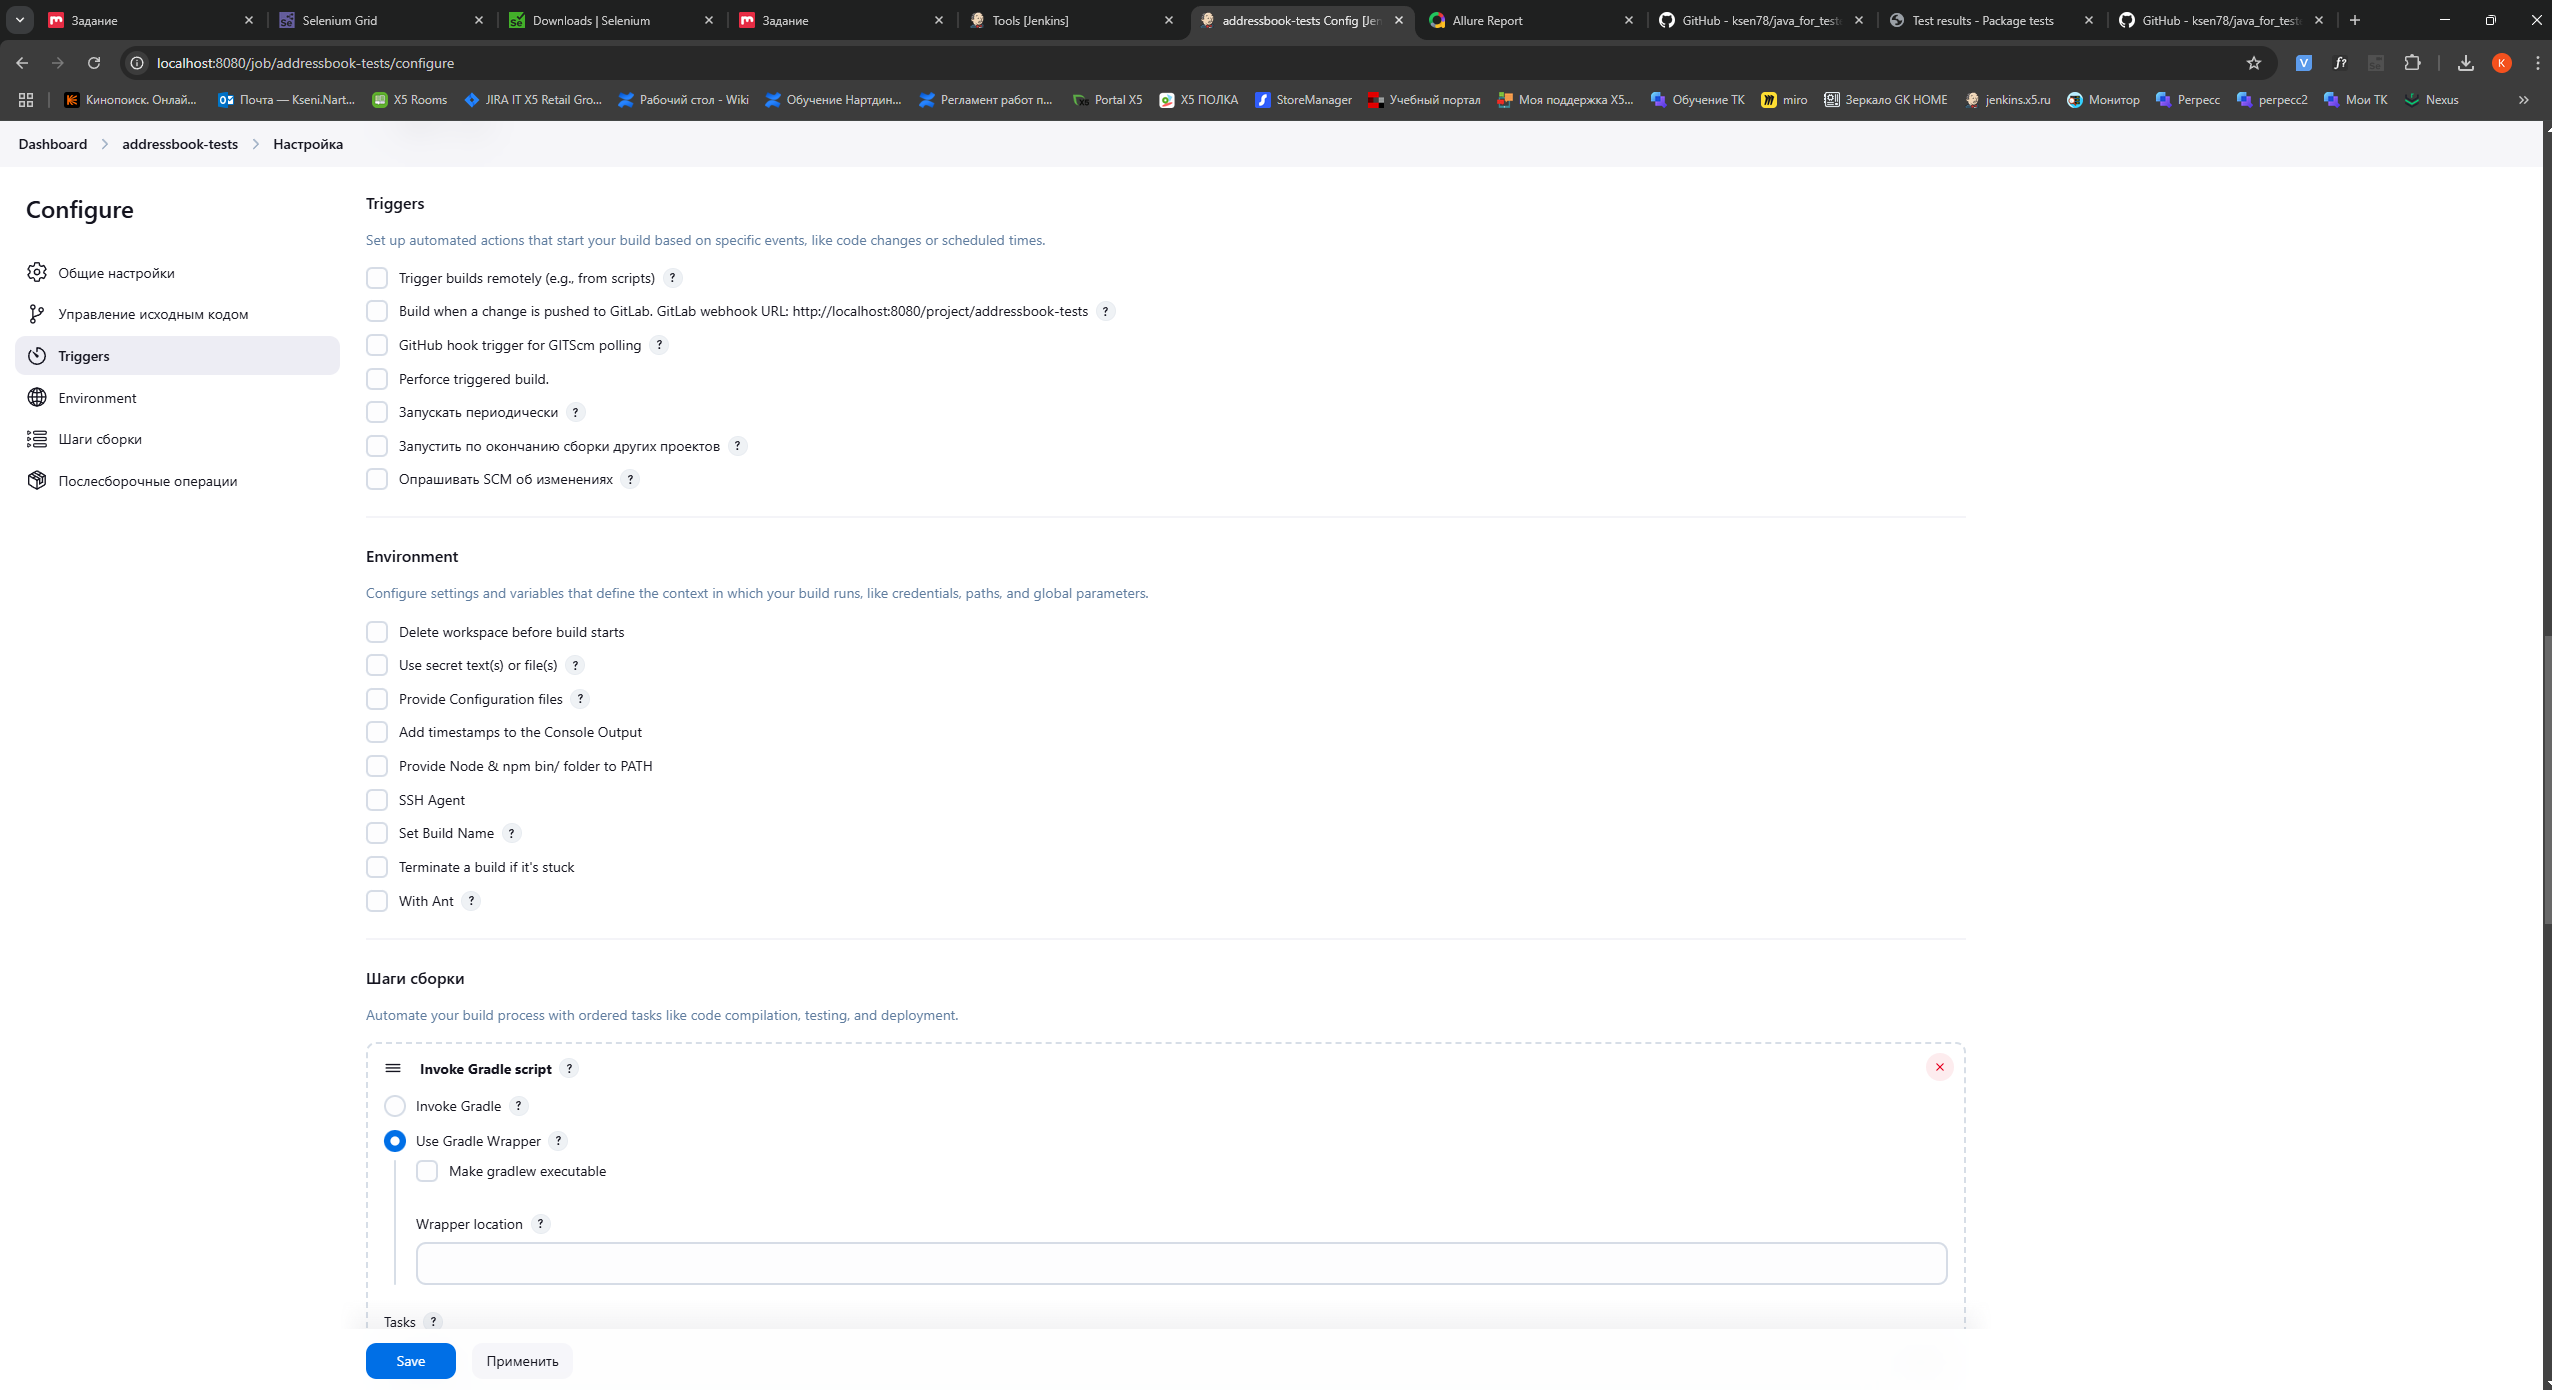 Задание
Selenium Grid
Downloads | Selenium
Задание
Tools [Jenkins]
addressbook-tests Config [Jen
Allure Report
GitHub - ksen78/java_for_test
Test results - Package tests
GitHub - ksen78/java_for_test
localhost:8080/job/addressbook-tests/configure
Кинопоиск. Онлай...
Почта — Kseni.Nart...
X5 Rooms
JIRA IT X5 Retail Gro...
Рабочий стол - Wiki
Обучение Нартдин...
Регламент работ п...
Portal X5
X5 ПОЛКА
StoreManager
Учебный портал
Моя поддержка X5...
Обучение ТК
miro
Зеркало GK HOME
jenkins.x5.ru
Монитор
Регресс
регресс2
Мои ТК
Nexus
Dashboard
addressbook-tests
Настройка
Configure
Общие настройки
Управление исходным кодом
Triggers
Environment
Шаги сборки
Послесборочные операции
Triggers
Set up automated actions that start your build based on specific events, like code changes or scheduled times.
Trigger builds remotely (e.g., from scripts) ?
Build when a change is pushed to GitLab. GitLab webhook URL: http://localhost:8080/project/addressbook-tests ?
GitHub hook trigger for GITScm polling ?
Perforce triggered build.
Запускать периодически ?
Запустить по окончанию сборки других проектов ?
Опрашивать SCM об изменениях ?
Environment
Configure settings and variables that define the context in which your build runs, like credentials, paths, and global parameters.
Delete workspace before build starts
Use secret text(s) or file(s) ?
Provide Configuration files ?
Add timestamps to the Console Output
Provide Node & npm bin/ folder to PATH
SSH Agent
Set Build Name ?
Terminate a build if it's stuck
With Ant ?
Шаги сборки
Automate your build process with ordered tasks like code compilation, testing, and deployment.
Invoke Gradle script ?
Invoke Gradle ?
Use Gradle Wrapper ?
Make gradlew executable
Wrapper location ?
Tasks ?
Save
Применить